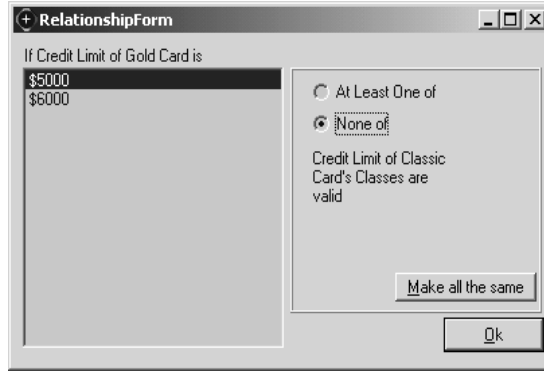 RelationshipForm
If Credit Limit of Gold Card is
$5000
$6000
At Least One of
None of
Credit Limit of Classic
Card's Classes are
valid
Make all the same
Ok